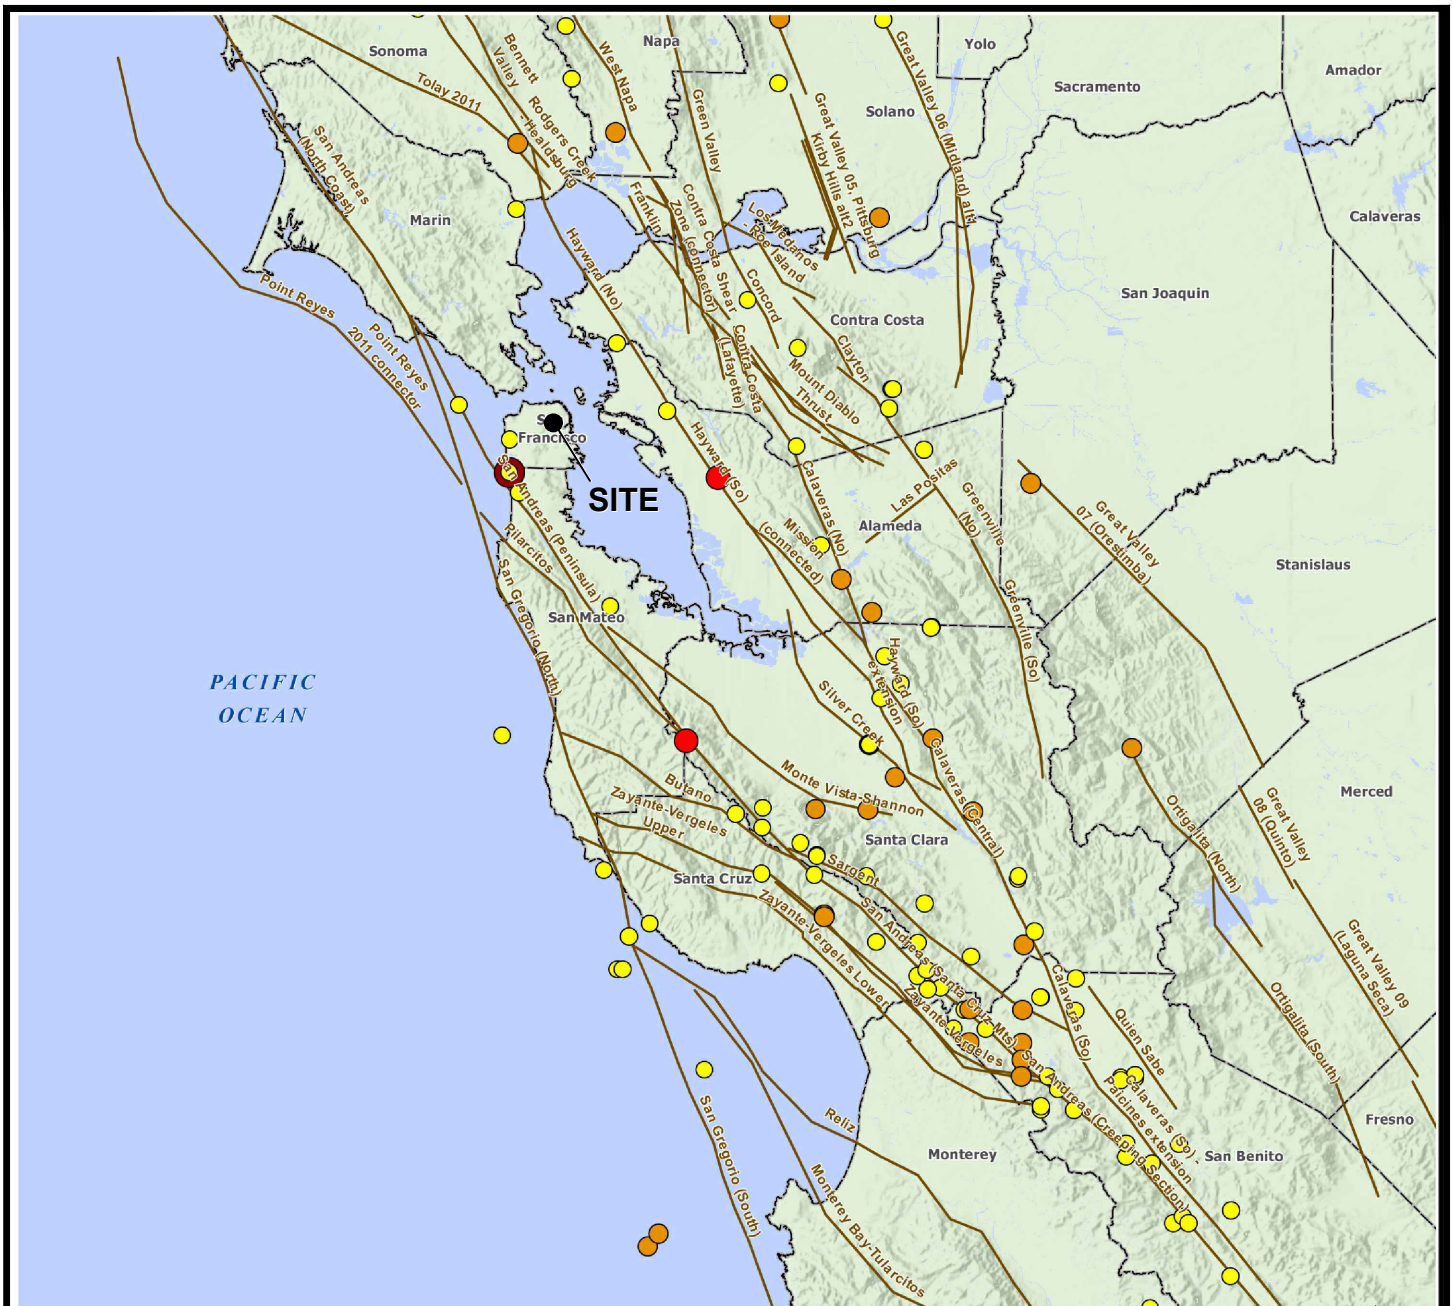 Sonoma
Napa
Yolo
Sacramento
Amador
Solano
Calaveras
Marin
San Joaquin
Contra Costa
Francisco
SITE
Alameda
Stanislaus
San Mateo
PACIFIC
OCEAN
Merced
Santa Clara
Santa Cruz
Fresno
Monterey
San Benito
Tolay 2011
Bennett
Valley
Rodgers Creek
- Healdsburg
West Napa
Green Valley
Great Valley 05, Pittsburg
Kirby Hills alt2
Great Valley 06 (Midland) alt1
San Andreas
(North Coast)
Franklin
Contra Costa Shear
Zone (connector)
Los Medanos
- Roe Island
Hayward (No)
Concord
Clayton
Contra Costa
(Lafayette)
Mount Diablo
Thrust
Point Reyes
Point Reyes
2011 connector
Hayward (So)
Calaveras (No)
Las Positas
Greenville
(No)
Great Valley
07 (Orestimba)
Mission
(connected)
San Andreas (Peninsula)
Pilarcitos
San Gregorio (North)
Greenville (So)
Hayward (So)
extension
Silver Creek
Calaveras (Central)
Monte Vista-Shannon
Butano
Zayante-Vergeles
Upper
Sargent
Ortigalita (North)
Great Valley
08 (Quinto)
Great Valley 09
(Laguna Seca)
Zayante-Vergeles Lower
San Andreas (Santa Cruz Mts)
Zayante-Vergeles
Calaveras (So)
Quien Sabe
Ortigalita (South)
San Andreas (Creeping Section)
Calaveras (So) -
Paicines extension
Reliz
San Gregorio (South)
Monterey Bay-Tularcitos